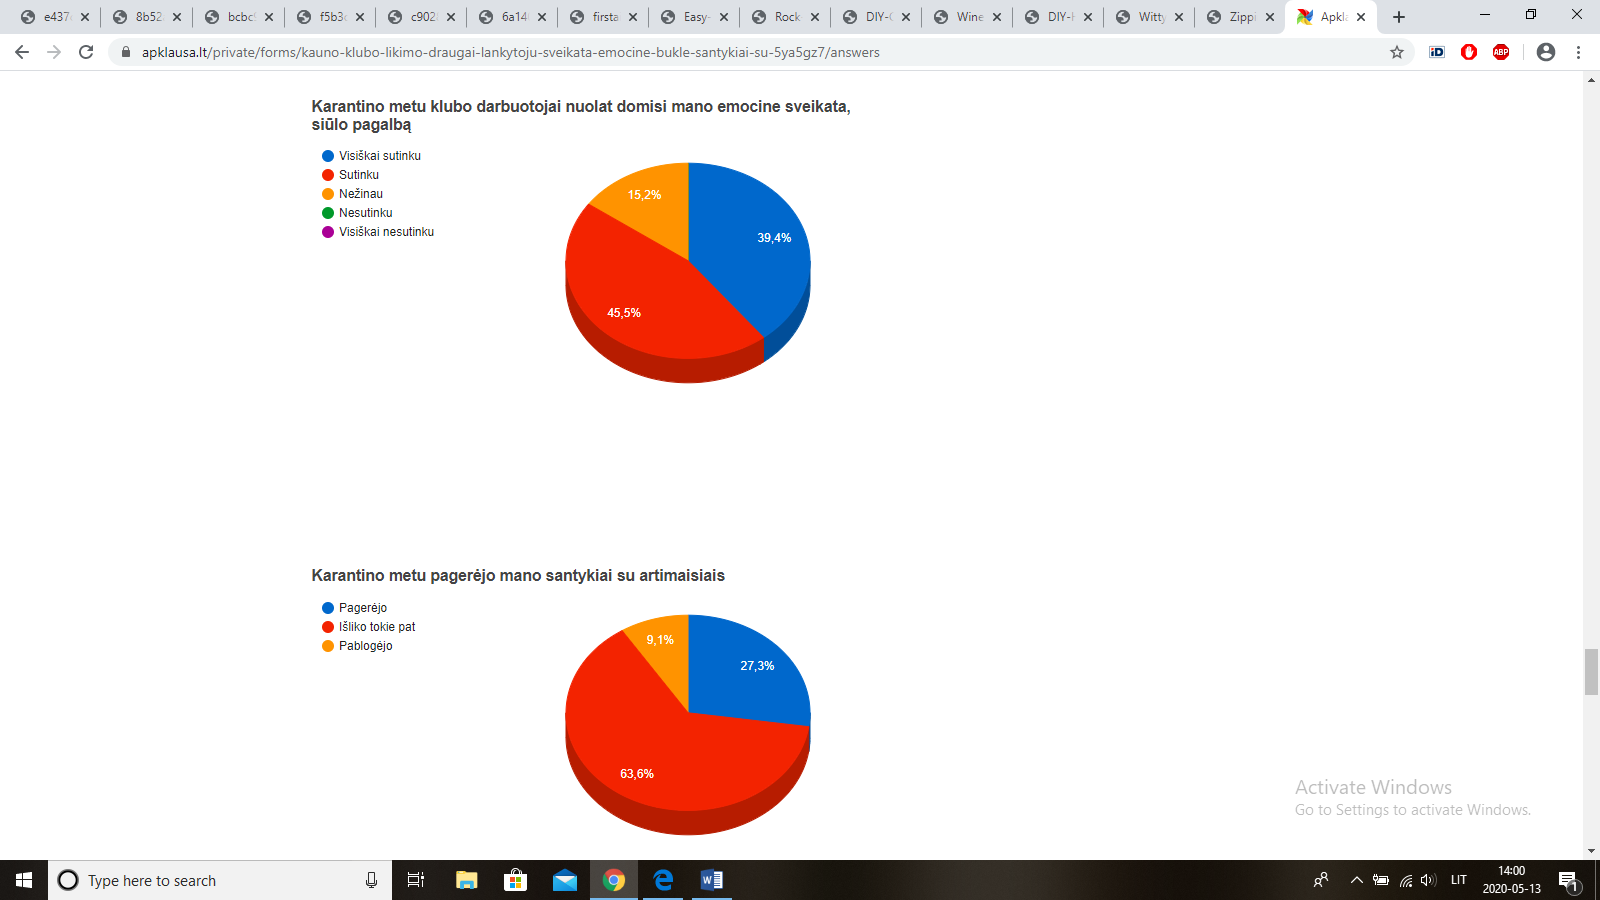 e437
8b52
bcbc
f5b3
c902
6a14
firsta
Easy-
Rock
DIY-
Wine
DIY-
Witty
Zippi
Apkla
apklausa.lt/private/forms/kauno-klubo-likimo-draugai-lankytoju-sveikata-emocine-bukle-santykiai-su-5ya5gz7/answers
iD
ABP
Karantino metu klubo darbuotojai nuolat domisi mano emocine sveikata,
siūlo pagalbą
Visiškai sutinku
Sutinku
Nežinau
Nesutinku
Visiškai nesutinku
15,2%
39,4%
45,5%
Karantino metu pagerėjo mano santykiai su artimaisiais
Pagerėjo
Išliko tokie pat
Pablogėjo
9,1%
27,3%
63,6%
Activate Windows
Go to Settings to activate Windows.
Type here to search
LIT
14:00
2020-05-13
1